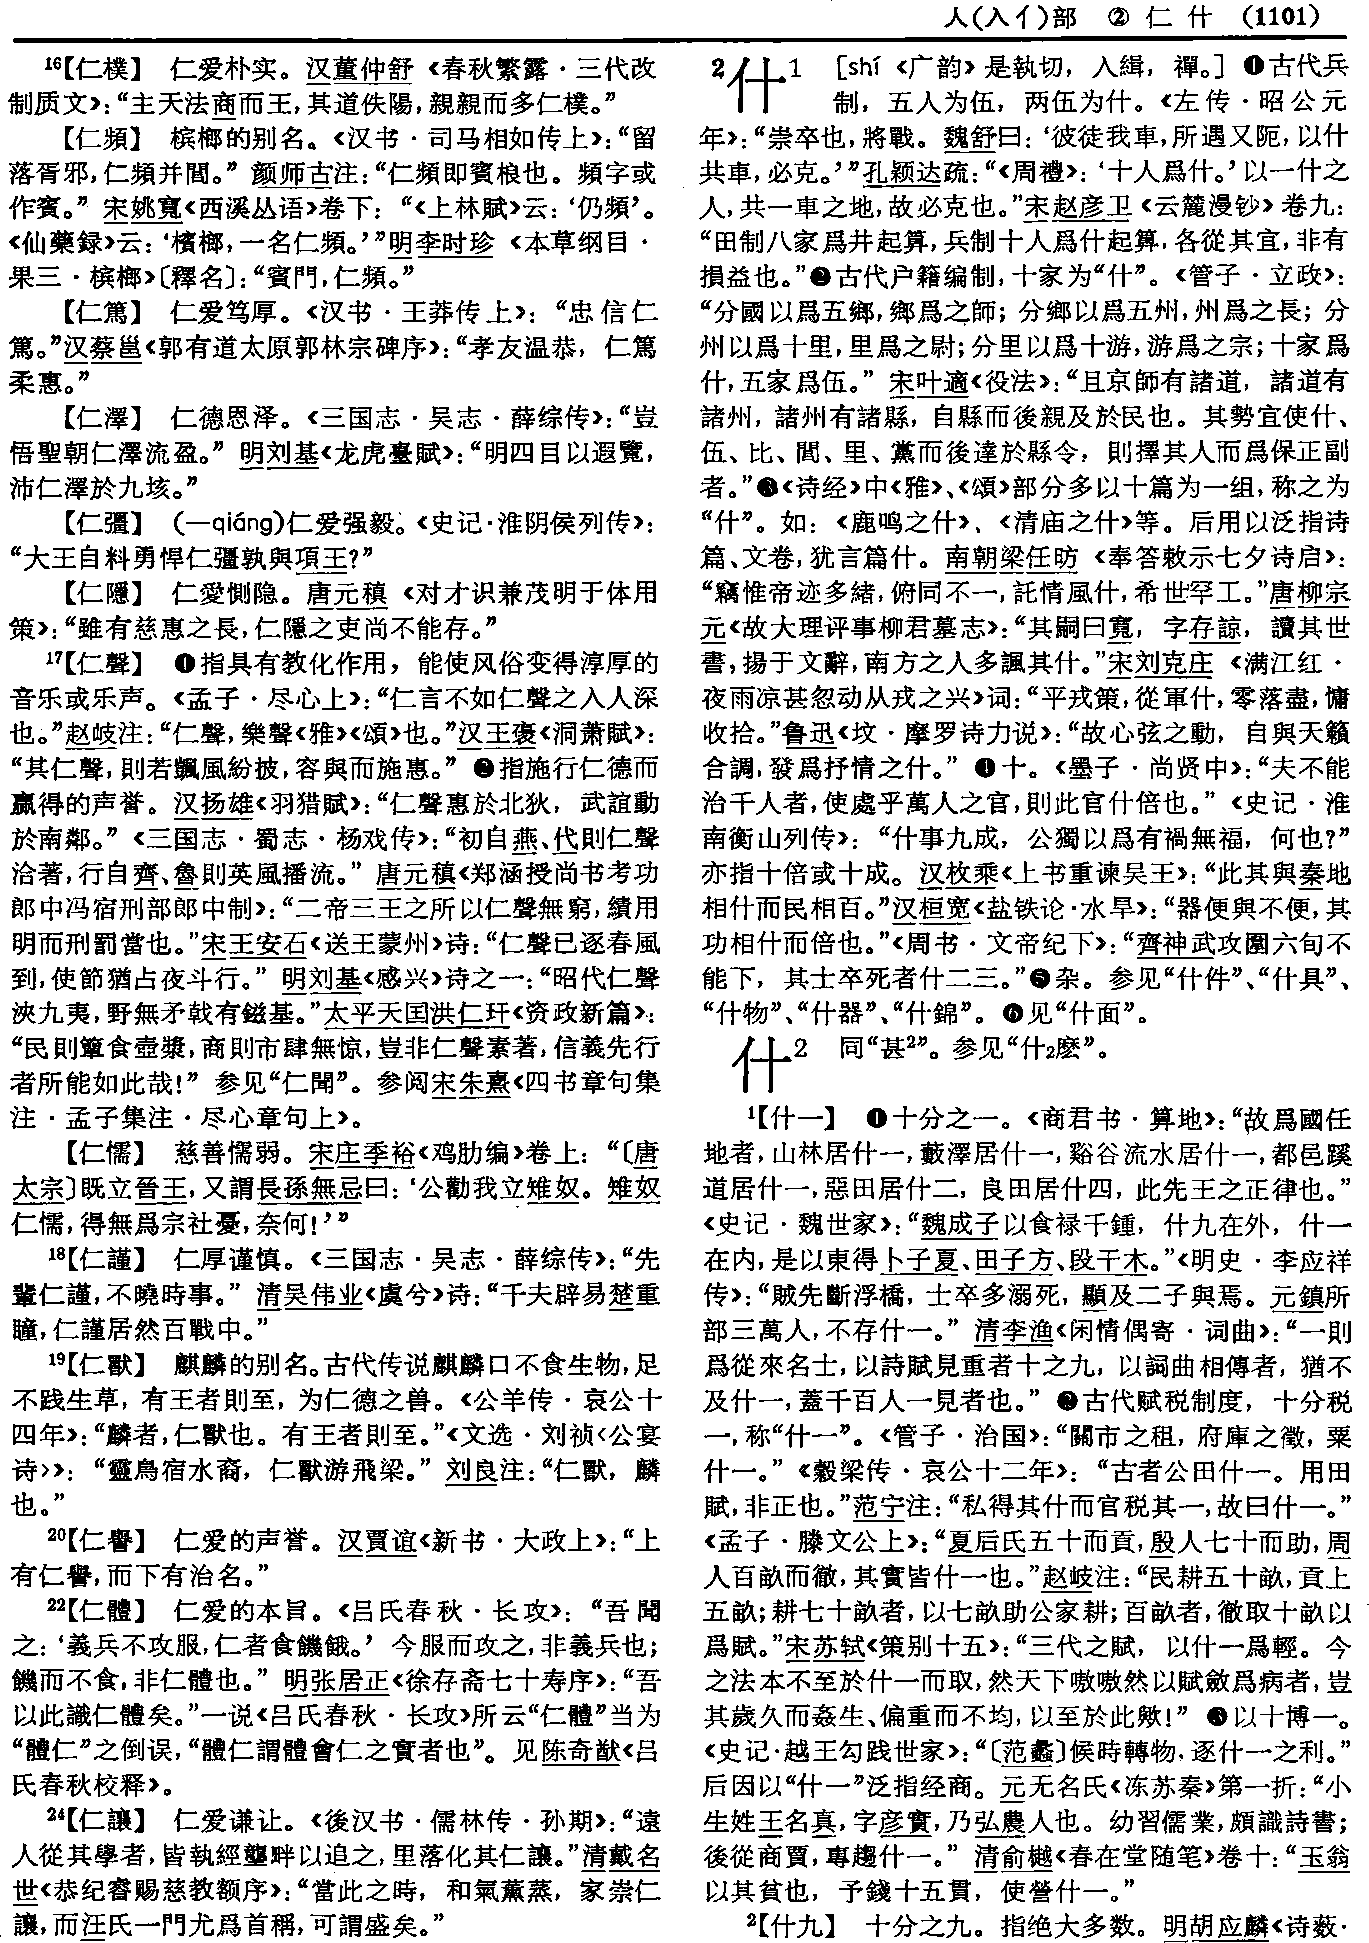 人(入亻)部　②仁什　(1101)
¹⁶【仁樸】　仁爱朴实。汉董仲舒《春秋繁露·三代改
制质文》：“主天法商而王，其道佚陽，親親而多仁樸。”
【仁頻】　槟榔的别名。《汉书·司马相如传上》：“留
落胥邪，仁頻并閭。”颜师古注：“仁頻即賓桹也。頻字或
作賓。”宋姚寬《西溪丛语》卷下：“《上林賦》云：‘仍頻’。
《仙藥録》云：‘檳榔，一名仁頻。’”明李时珍《本草纲目·
果三·槟榔》〔釋名〕：“賓門，仁頻。”
【仁篤】　仁爱笃厚。《汉书·王莽传上》：“忠信仁
篤。”汉蔡邕《郭有道太原郭林宗碑序》：“孝友温恭，仁篤
柔惠。”
【仁澤】　仁德恩泽。《三国志·吴志·薛综传》：“豈
悟聖朝仁澤流盈。”明刘基《龙虎臺賦》：“明四目以遐覽，
沛仁澤於九垓。”
【仁彊】　(—qiáng)仁爱强毅。《史记·淮阴侯列传》：
“大王自料勇悍仁彊孰與項王？”
【仁隱】　仁愛惻隐。唐元稹《对才识兼茂明于体用
策》：“雖有慈惠之長，仁隱之吏尚不能存。”
¹⁷【仁聲】　❶指具有教化作用，能使风俗变得淳厚的
音乐或乐声。《孟子·尽心上》：“仁言不如仁聲之入人深
也。”赵岐注：“仁聲，樂聲《雅》《頌》也。”汉王褒《洞萧賦》：
“其仁聲，則若颽風紛披，容與而施惠。”❷指施行仁德而
赢得的声誉。汉扬雄《羽猎賦》：“仁聲惠於北狄，武誼動
於南鄰。”《三国志·蜀志·杨戏传》：“初自燕、代則仁聲
洽著，行自齊、魯則英風播流。”唐元稹《郑涵授尚书考功
郎中冯宿刑部郎中制》：“二帝三王之所以仁聲無窮，績用
明而刑罰當也。”宋王安石《送王蒙州》诗：“仁聲已逐春風
到，使節猶占夜斗行。”明刘基《感兴》诗之一：“昭代仁聲
浹九夷，野無矛戟有鎡基。”太平天囯洪仁玕《资政新篇》：
“民則簞食壺漿，商則市肆無惊，豈非仁聲素著，信義先行
者所能如此哉！”参见“仁聞”。参阅宋朱熹《四书章句集
注·孟子集注·尽心章句上》。
【仁懦】　慈善懦弱。宋庄季裕《鸡肋编》卷上：“〔唐
太宗〕既立晉王，又謂長孫無忌曰：‘公勸我立雉奴。雉奴
仁懦，得無爲宗社憂，奈何！’”
¹⁸【仁謹】　仁厚谨慎。《三国志·吴志·薛综传》：“先
輩仁謹，不曉時事。”清吴伟业《虞兮》诗：“千夫辟易楚重
瞳，仁謹居然百戰中。”
¹⁹【仁獸】　麒麟的别名。古代传说麒麟口不食生物，足
不践生草，有王者則至，为仁德之兽。《公羊传·哀公十
四年》：“麟者，仁獸也。有王者則至。”《文选·刘祯〈公宴
诗〉》：“靈鳥宿水裔，仁獸游飛梁。”刘良注：“仁獸，麟
也。”
²⁰【仁譽】　仁爱的声誉。汉賈谊《新书·大政上》：“上
有仁譽，而下有治名。”
²²【仁體】　仁爱的本旨。《吕氏春秋·长攻》：“吾聞
之：‘義兵不攻服，仁者食饑餓。’今服而攻之，非義兵也；
饑而不食，非仁體也。”明张居正《徐存斋七十寿序》：“吾
以此識仁體矣。”一说《吕氏春秋·长攻》所云“仁體”当为
“體仁”之倒误，“體仁謂體會仁之實者也”。见陈奇猷《吕
氏春秋校释》。
²⁴【仁讓】　仁爱谦让。《後汉书·儒林传·孙期》：“遠
人從其學者，皆執經壟畔以追之，里落化其仁讓。”清戴名
世《恭纪睿賜慈教额序》：“當此之時，和氣薰蒸，家崇仁
讓，而汪氏一門尤爲首稱，可謂盛矣。”
2什1　［shí《广韵》是執切，入緝，禪。］❶古代兵
制，五人为伍，两伍为什。《左传·昭公元
年》：“崇卒也，將戰。魏舒曰：‘彼徒我車，所遇又阨，以什
共車，必克。’”孔颖达疏：“《周禮》：‘十人爲什。’以一什之
人，共一車之地，故必克也。”宋赵彦卫《云麓漫钞》卷九：
“田制八家爲井起算，兵制十人爲什起算，各從其宜，非有
損益也。”❷古代户籍编制，十家为“什”。《管子·立政》：
“分國以爲五鄉，鄉爲之師；分鄉以爲五州，州爲之長；分
州以爲十里，里爲之尉；分里以爲十游，游爲之宗；十家爲
什，五家爲伍。”宋叶適《役法》：“且京師有諸道，諸道有
諸州，諸州有諸縣，自縣而後親及於民也。其勢宜使什、
伍、比、閭、里、黨而後達於縣令，則擇其人而爲保正副
者。”❸《诗经》中《雅》、《頌》部分多以十篇为一组，称之为
“什”。如：《鹿鸣之什》、《清庙之什》等。后用以泛指诗
篇、文卷，犹言篇什。南朝梁任昉《奉答敕示七夕诗启》：
“竊惟帝迹多緒，俯同不一，託情風什，希世罕工。”唐柳宗
元《故大理评事柳君墓志》：“其嗣曰寬，字存諒，讀其世
書，揚于文辭，南方之人多諷其什。”宋刘克庄《满江红·
夜雨凉甚忽动从戎之兴》词：“平戎策，從軍什，零落盡，慵
收拾。”鲁迅《坟·摩罗诗力说》：“故心弦之動，自與天籟
合調，發爲抒情之什。”❹十。《墨子·尚贤中》：“夫不能
治千人者，使處乎萬人之官，則此官什倍也。”《史记·淮
南衡山列传》：“什事九成，公獨以爲有禍無福，何也？”
亦指十倍或十成。汉枚乘《上书重谏吴王》：“此其與秦地
相什而民相百。”汉桓宽《盐铁论·水旱》：“器便與不便，其
功相什而倍也。”《周书·文帝纪下》：“齊神武攻圍六旬不
能下，其士卒死者什二三。”❺杂。参见“什件”、“什具”、
“什物”、“什器”、“什錦”。❻见“什面”。
什2　同“甚²”。参见“什₂麽”。
¹【什一】　❶十分之一。《商君书·算地》：“故爲國任
地者，山林居什一，藪澤居什一，谿谷流水居什一，都邑蹊
道居什一，惡田居什二，良田居什四，此先王之正律也。”
《史记·魏世家》：“魏成子以食禄千鍾，什九在外，什一
在内，是以東得卜子夏、田子方、段干木。”《明史·李应祥
传》：“賊先斷浮橋，士卒多溺死，顯及二子與焉。元鎮所
部三萬人，不存什一。”清李渔《闲情偶寄·词曲》：“一則
爲從來名士，以詩賦見重者十之九，以詞曲相傳者，猶不
及什一，蓋千百人一見者也。”❷古代赋税制度，十分税
一，称“什一”。《管子·治国》：“關市之租，府庫之徵，粟
什一。”《榖梁传·哀公十二年》：“古者公田什一。用田
賦，非正也。”范宁注：“私得其什而官税其一，故曰什一。”
《孟子·滕文公上》：“夏后氏五十而貢，殷人七十而助，周
人百畝而徹，其實皆什一也。”赵岐注：“民耕五十畝，貢上
五畝；耕七十畝者，以七畝助公家耕；百畝者，徹取十畝以
爲賦。”宋苏轼《策别十五》：“三代之賦，以什一爲輕。今
之法本不至於什一而取，然天下嗷嗷然以賦斂爲病者，豈
其歲久而姦生、偏重而不均，以至於此歟！”❸以十博一。
《史记·越王勾践世家》：“〔范蠡〕候時轉物，逐什一之利。”
后因以“什一”泛指经商。元无名氏《冻苏秦》第一折：“小
生姓王名真，字彦實，乃弘農人也。幼習儒業，頗識詩書；
後從商賈，專趨什一。”清俞樾《春在堂随笔》卷十：“玉翁
以其貧也，予錢十五貫，使營什一。”
²【什九】　十分之九。指绝大多数。明胡应麟《诗薮·